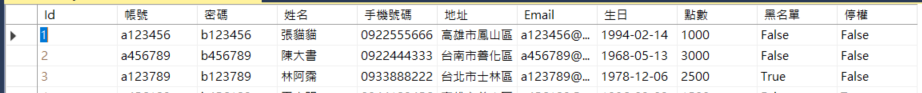 Id 帳號 密碼 姓名 手機號碼 地址 Email 生日 點數 黑名單 停權
1 a123456 b123456 張貓貓 0922555666 高雄市鳳山區 a123456@... 1994-02-14 1000 False False
2 a456789 b456789 陳大書 0922444333 台南市善化區 a456789@... 1968-05-13 3000 False False
3 a123789 b123789 林阿霈 0933888222 台北市士林區 a123789@... 1978-12-06 2500 True False